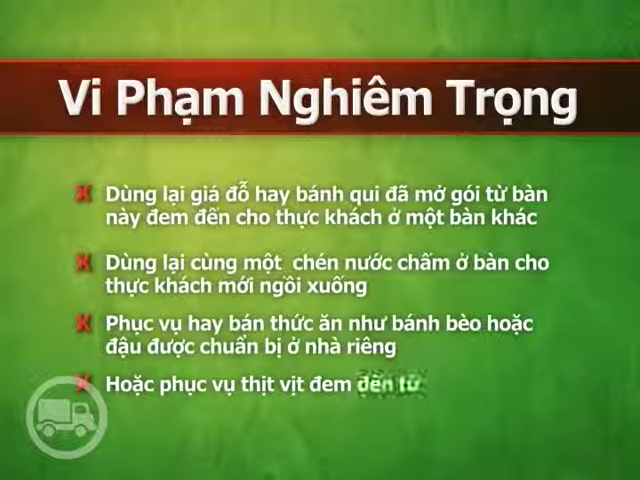 Vi Phạm Nghiêm Trọng
X Dùng lại giá đỗ hay bánh qui đã mở gói từ bàn
này đem đến cho thực khách ở một bàn khác
X Dùng lại cùng một chén nước chấm ở bàn cho
thực khách mới ngồi xuống
X Phục vụ hay bán thức ăn như bánh bèo hoặc
đậu được chuẩn bị ở nhà riêng
X Hoặc phục vụ thịt vịt đem đến từ